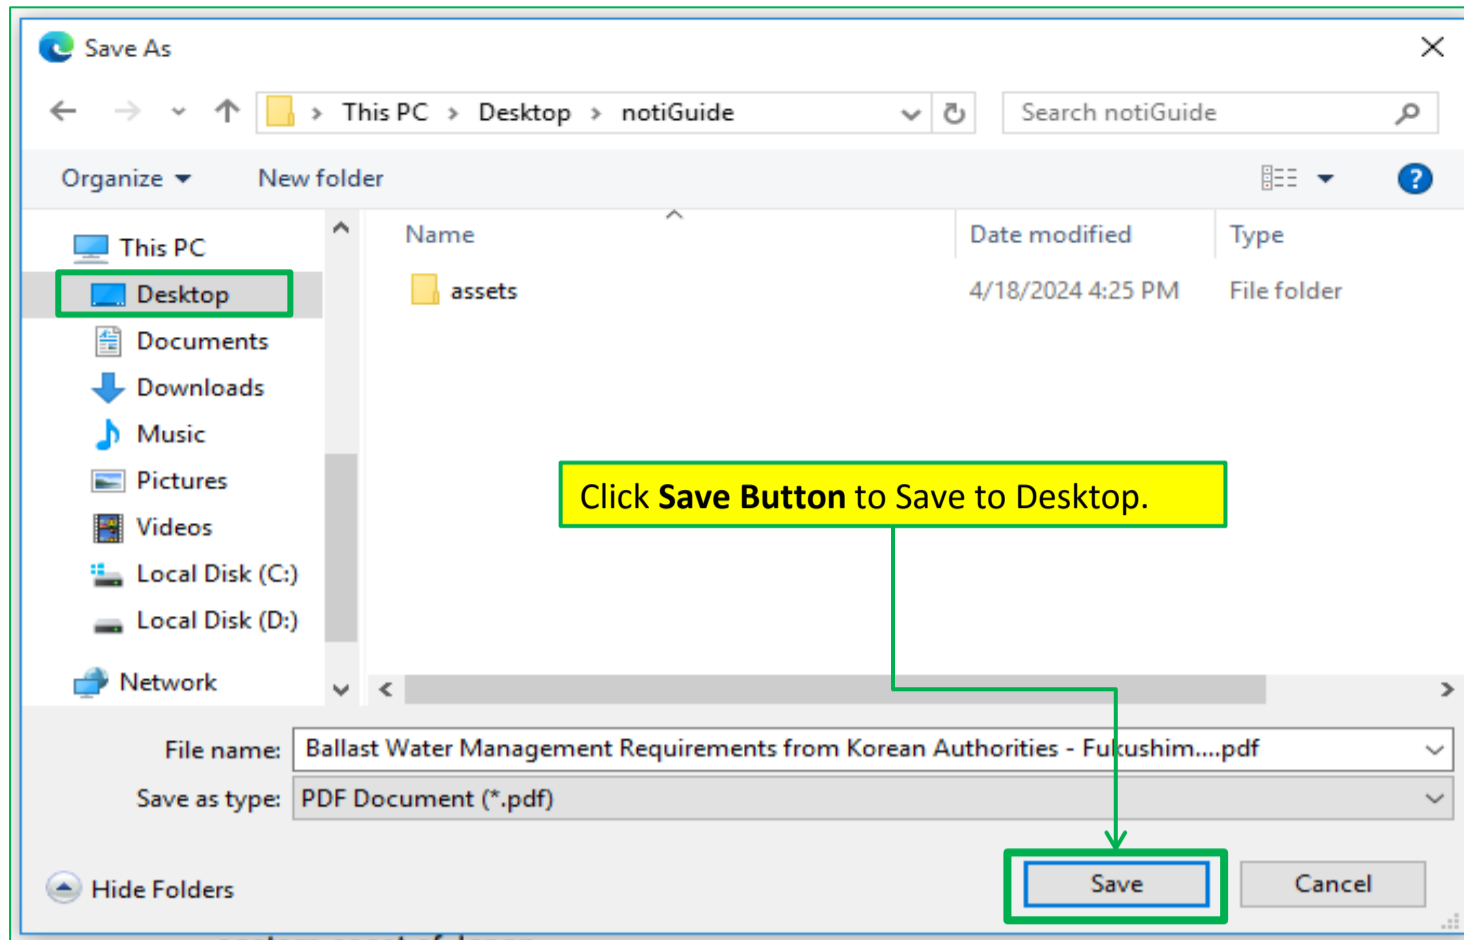 Save As
This PC > Desktop > notiGuide
Search notiGuide
Organize
New folder
Name
Date modified
Type
This PC
Desktop
Documents
Downloads
Music
Pictures
Videos
Local Disk (C:)
Local Disk (D:)
Network
assets
4/18/2024 4:25 PM
File folder
Click Save Button to Save to Desktop.
File name: Ballast Water Management Requirements from Korean Authorities - Fukushim....pdf
Save as type: PDF Document (*.pdf)
Hide Folders
Save
Cancel